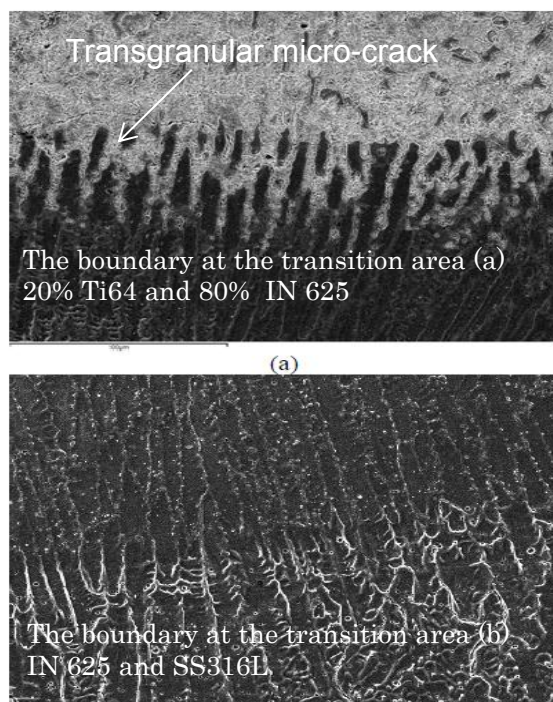 Transgranular micro-crack
The boundary at the transition area (a)
20% Ti64 and 80% IN 625
100μm
(a)
The boundary at the transition area (b)
IN 625 and SS316L